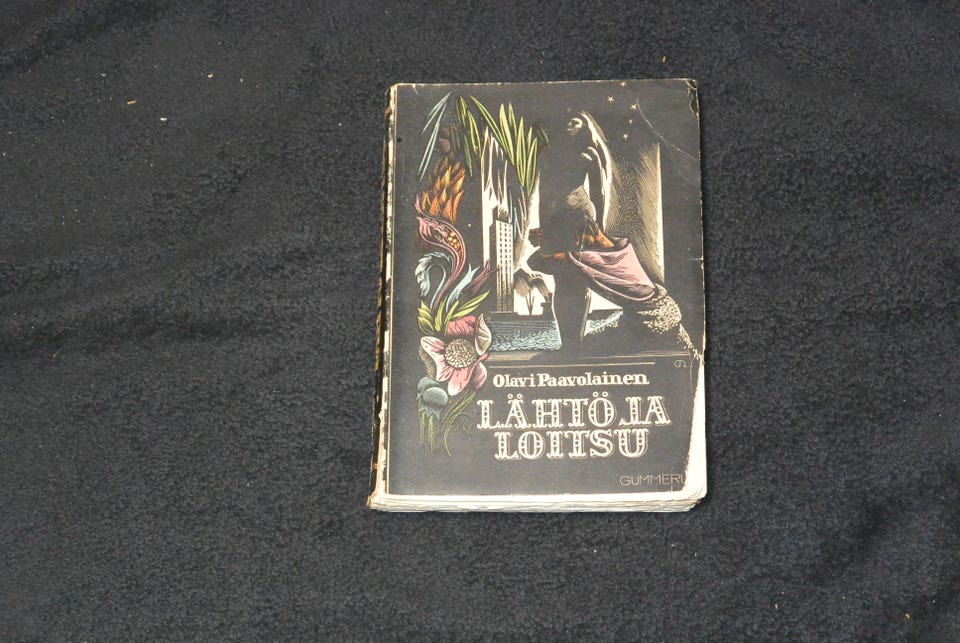 Olavi Paavolainen
LÄHTÖ JA
LOITSU
GUMMERU